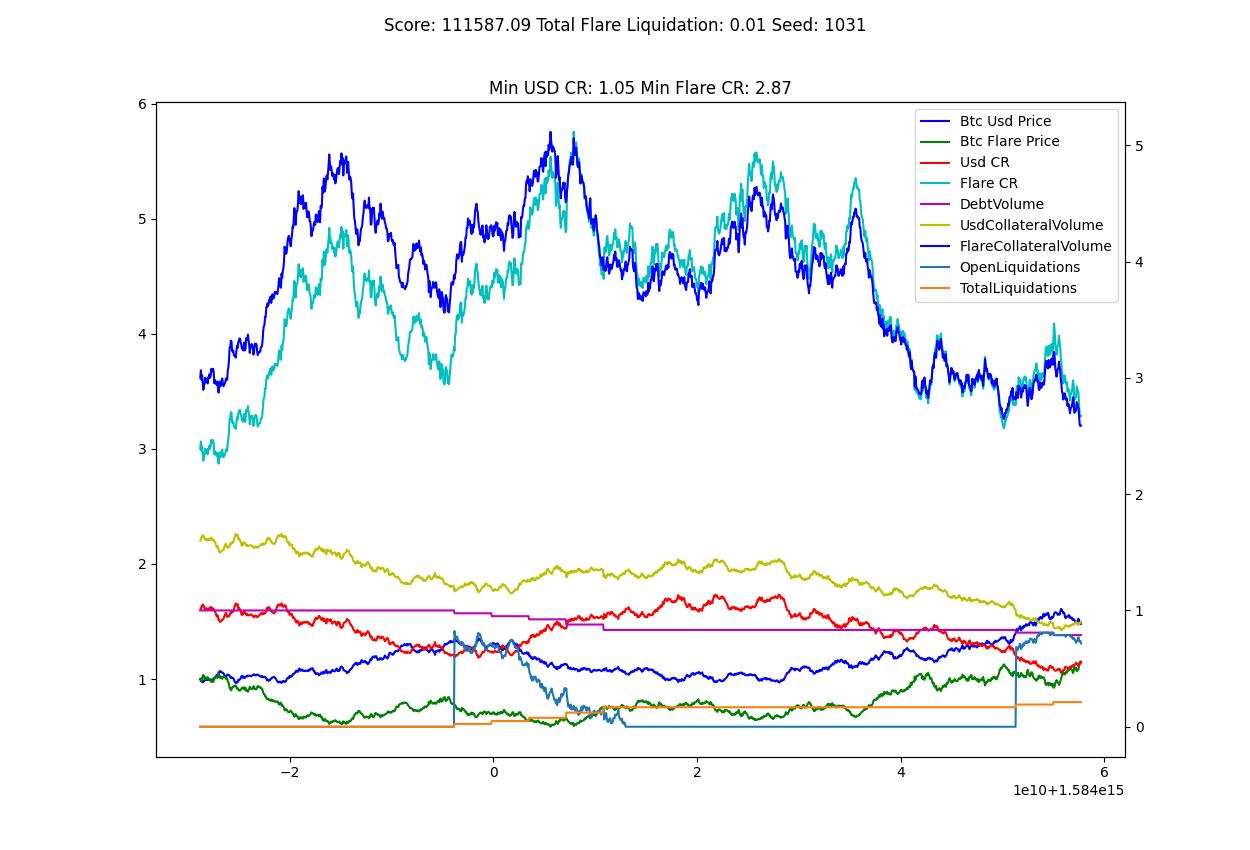 Score: 111587.09 Total Flare Liquidation: 0.01 Seed: 1031
Min USD CR: 1.05 Min Flare CR: 2.87
6
5
4
3
2
1
5
4
3
2
1
0
Btc Usd Price
Btc Flare Price
Usd CR
Flare CR
DebtVolume
UsdCollateralVolume
FlareCollateralVolume
OpenLiquidations
TotalLiquidations
−2
0
2
4
6
1e10+1.584e15